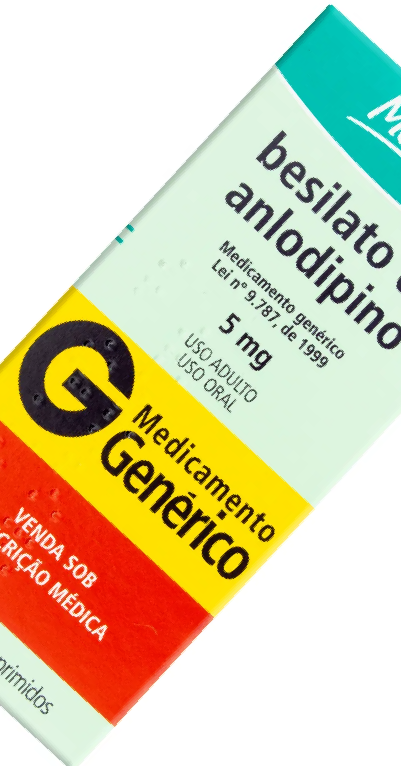 besilato
anlodipino
Medicamento genérico
Lei nº 9.787, de 1999
5 mg
USO ADULTO
USO ORAL
G
Medicamento
Genérico
VENDA SOB
CRIÇÃO MÉDICA
primidos